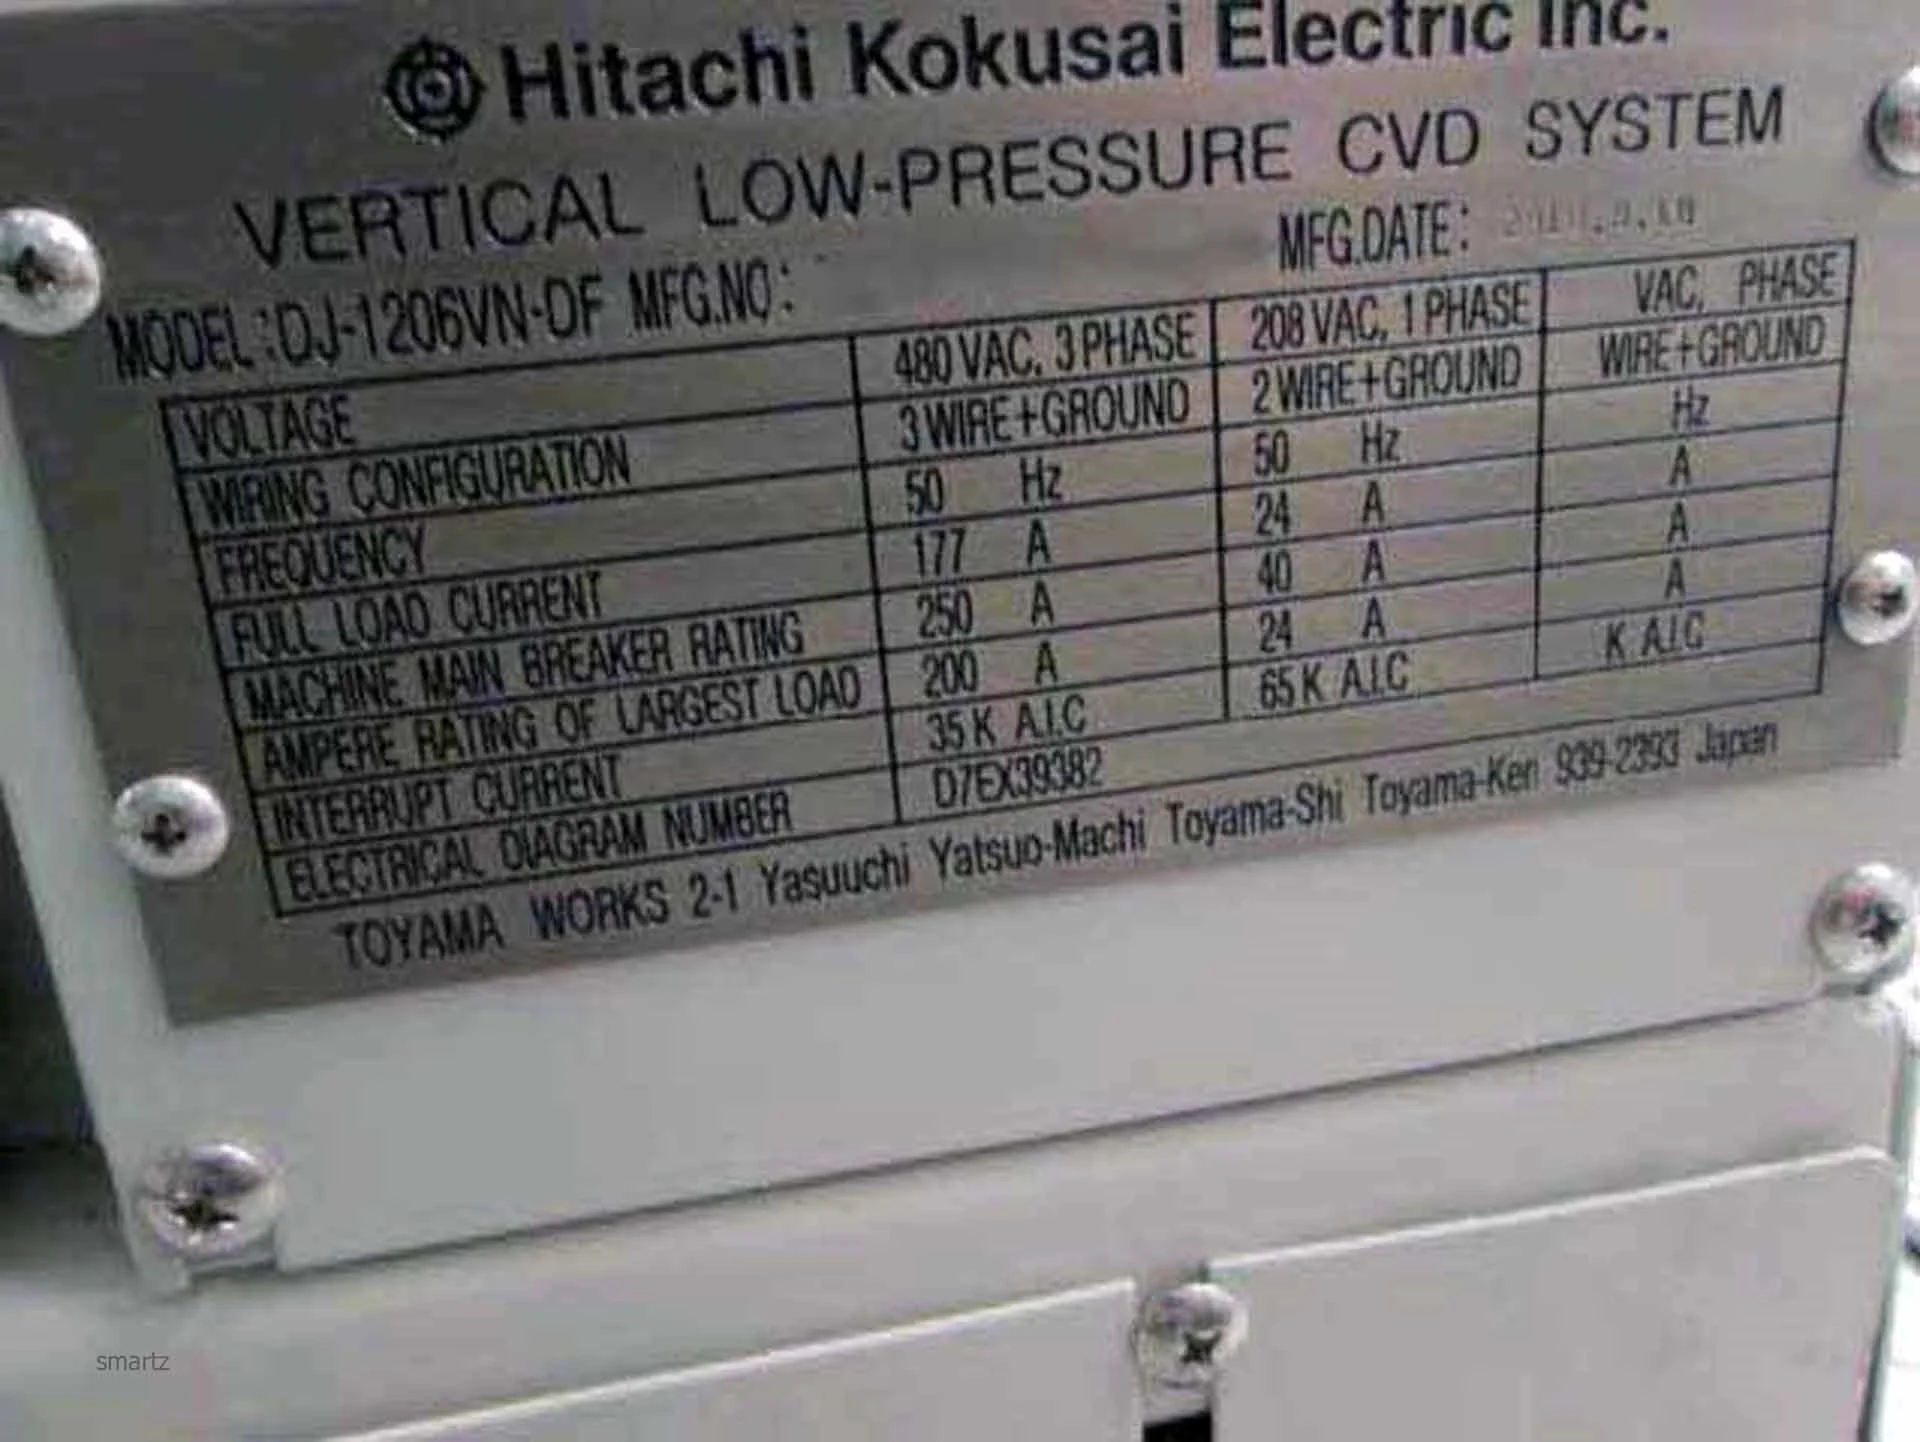 Hitachi Kokusai Electric Inc.
VERTICAL LOW-PRESSURE CVD SYSTEM
MODEL:DJ-1206VN-DF MFG.NO: MFG.DATE:
VOLTAGE 480 VAC, 3 PHASE 208 VAC, 1 PHASE VAC, PHASE
WIRING CONFIGURATION 3 WIRE+GROUND 2 WIRE+GROUND WIRE+GROUND
FREQUENCY 50 Hz 50 Hz Hz
FULL LOAD CURRENT 177 A 24 A A
MACHINE MAIN BREAKER RATING 250 A 40 A A
AMPERE RATING OF LARGEST LOAD 200 A 24 A A
INTERRUPT CURRENT 35 K A.I.C 65 K A.I.C K A.I.C
ELECTRICAL DIAGRAM NUMBER D7EX39382
TOYAMA WORKS 2-1 Yasuuchi Yatsuo-Machi Toyama-Shi Toyama-Ken 939-2393 Japan
smartz